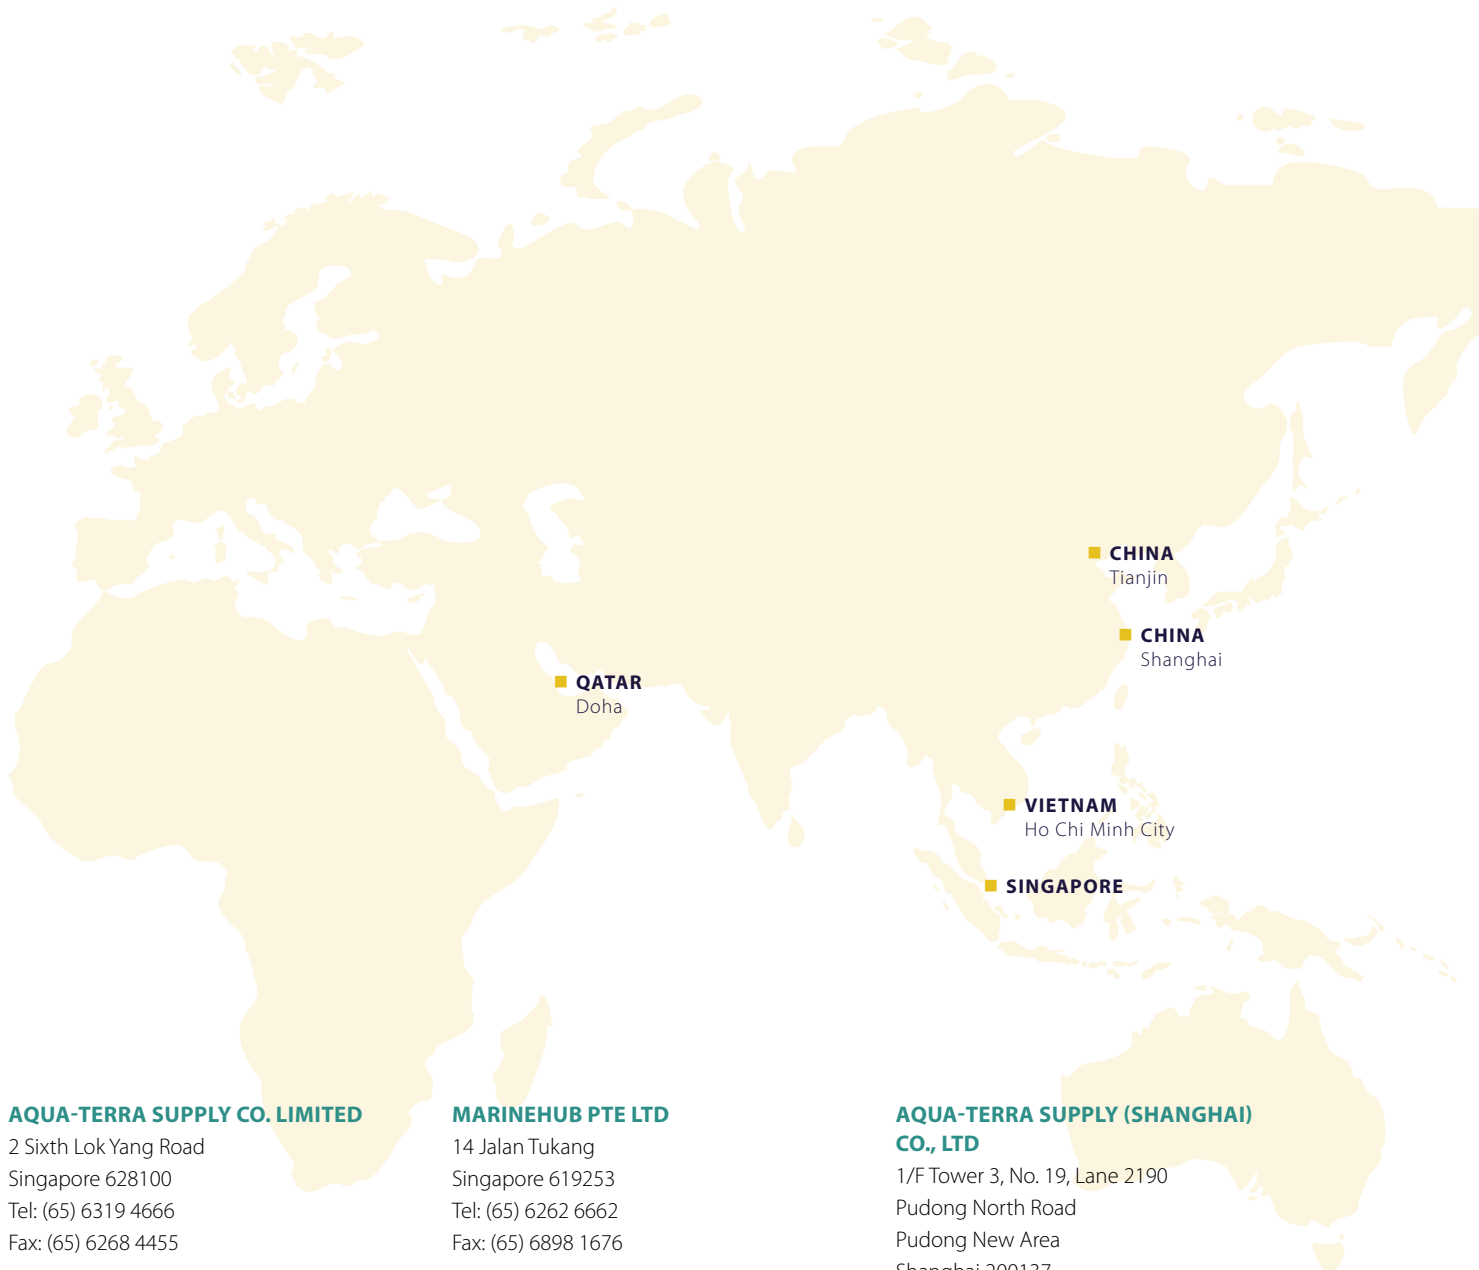 CHINA
Tianjin
CHINA
Shanghai
QATAR
Doha
VIETNAM
Ho Chi Minh City
SINGAPORE
AQUA-TERRA SUPPLY CO. LIMITED
2 Sixth Lok Yang Road
Singapore 628100
Tel: (65) 6319 4666
Fax: (65) 6268 4455
MARINEHUB PTE LTD
14 Jalan Tukang
Singapore 619253
Tel: (65) 6262 6662
Fax: (65) 6898 1676
AQUA-TERRA SUPPLY (SHANGHAI)
CO., LTD
1/F Tower 3, No. 19, Lane 2190
Pudong North Road
Pudong New Area
Shanghai 200137